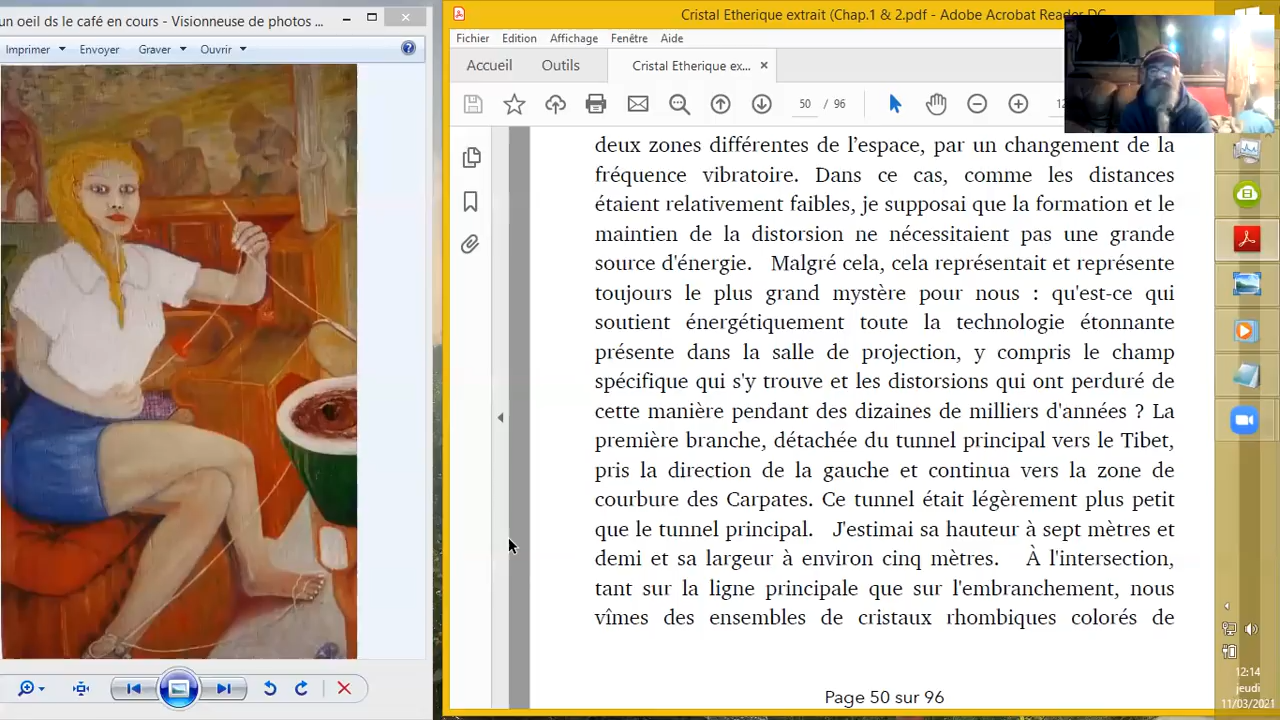 un oeil ds le café en cours - Visionneuse de photos ...
Imprimer Envoyer Graver Ouvrir
Cristal Etherique extrait (Chap.1 & 2.pdf - Adobe Acrobat Reader DC
Fichier Edition Affichage Fenêtre Aide
Accueil Outils Cristal Etherique ex... ×
50 / 96
deux zones différentes de l'espace, par un changement de la
fréquence vibratoire. Dans ce cas, comme les distances
étaient relativement faibles, je supposai que la formation et le
maintien de la distorsion ne nécessitaient pas une grande
source d'énergie. Malgré cela, cela représentait et représente
toujours le plus grand mystère pour nous : qu'est-ce qui
soutient énergétiquement toute la technologie étonnante
présente dans la salle de projection, y compris le champ
spécifique qui s'y trouve et les distorsions qui ont perduré de
cette manière pendant des dizaines de milliers d'années ? La
première branche, détachée du tunnel principal vers le Tibet,
pris la direction de la gauche et continua vers la zone de
courbure des Carpates. Ce tunnel était légèrement plus petit
que le tunnel principal. J'estimai sa hauteur à sept mètres et
demi et sa largeur à environ cinq mètres. À l'intersection,
tant sur la ligne principale que sur l'embranchement, nous
vîmes des ensembles de cristaux rhombiques colorés de
Page 50 sur 96
12:14
jeudi
11/03/2021